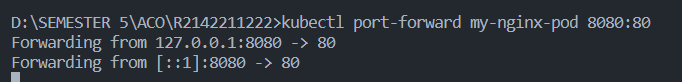 D:\SEMESTER 5\ACO\R2142211222>kubectl port-forward my-nginx-pod 8080:80
Forwarding from 127.0.0.1:8080 -> 80
Forwarding from [::1]:8080 -> 80